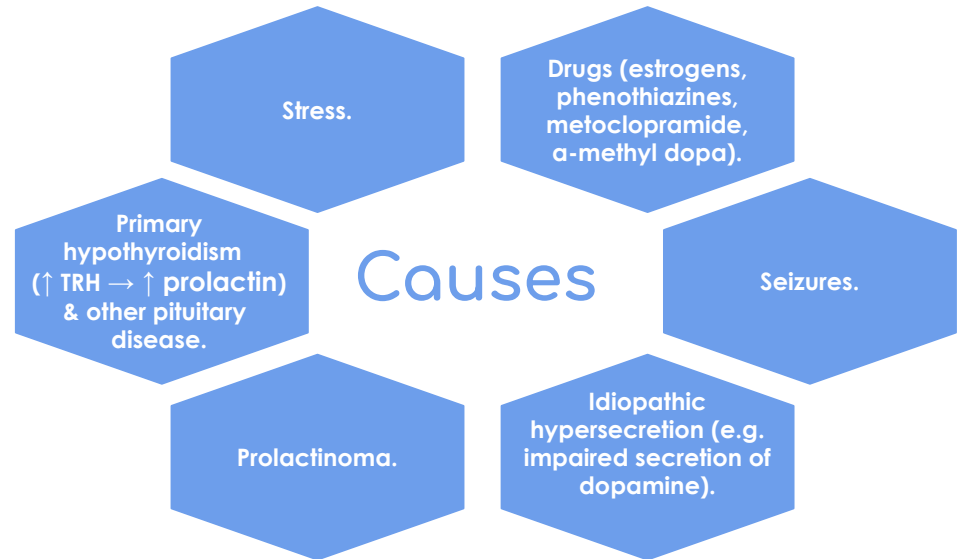 Stress.
Drugs (estrogens,
phenothiazines,
metoclopramide,
α-methyl dopa).
Primary
hypothyroidism
(↑ TRH → ↑ prolactin)
& other pituitary
disease.
Causes
Seizures.
Prolactinoma.
Idiopathic
hypersecretion (e.g.
impaired secretion of
dopamine).